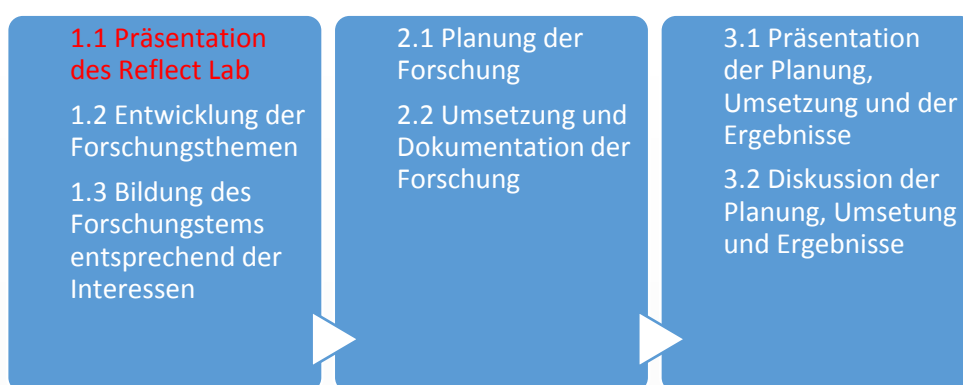 1.1 Präsentation
des Reflect Lab
1.2 Entwicklung der
Forschungsthemen
1.3 Bildung des
Forschungstems
entsprechend der
Interessen
2.1 Planung der
Forschung
2.2 Umsetzung und
Dokumentation der
Forschung
3.1 Präsentation
der Planung,
Umsetzung und der
Ergebnisse
3.2 Diskussion der
Planung, Umsetung
und Ergebnisse